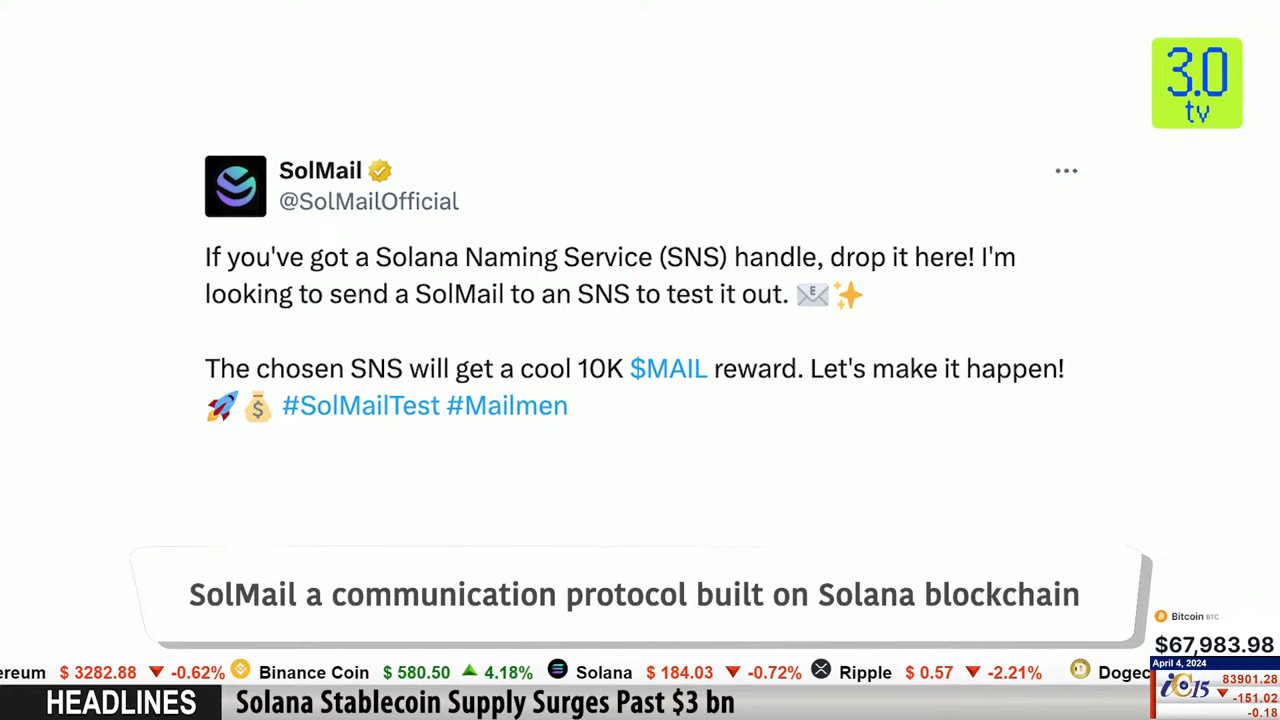 3.0
tv
SolMail
@SolMailOfficial
If you've got a Solana Naming Service (SNS) handle, drop it here! I'm
looking to send a SolMail to an SNS to test it out.
The chosen SNS will get a cool 10K $MAIL reward. Let's make it happen!
#SolMailTest #Mailmen
SolMail a communication protocol built on Solana blockchain
Bitcoin BTC
$67,983.98
ereum $ 3282.88 -0.62% Binance Coin $ 580.50 4.18% Solana $ 184.03 -0.72% Ripple $ 0.57 -2.21% Dogec
April 4, 2024
iC15 83901.28
-151.02
-0.18
HEADLINES Solana Stablecoin Supply Surges Past $3 bn